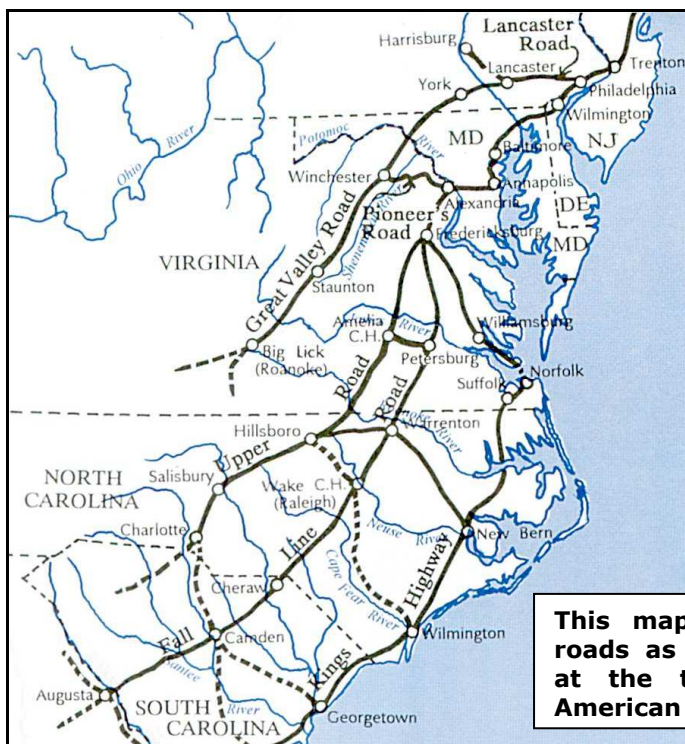 Lancaster
Road
Harrisburg
Lancaster
Trenton
York
Philadelphia
Wilmington
Potomac
River
MD
NJ
Ohio River
Baltimore
Winchester
Annapolis
Alexandria
DE
Pioneer's
Road
Fredericksburg
MD
Great Valley Road
VIRGINIA
Staunton
River
Williamsburg
Amelia
C.H.
Big Lick
(Roanoke)
Petersburg
Norfolk
Suffolk
Road
Road
Warrenton
River
Hillsboro
Upper
Salisbury
NORTH
CAROLINA
Wake C.H.
(Raleigh)
Charlotte
Neuse River
New Bern
Line
Cape Fear River
Highway
Cheraw
Fall
Camden
Wilmington
Kings
Santee
River
Augusta
SOUTH
CAROLINA
Georgetown
This map
roads as
at the t
American